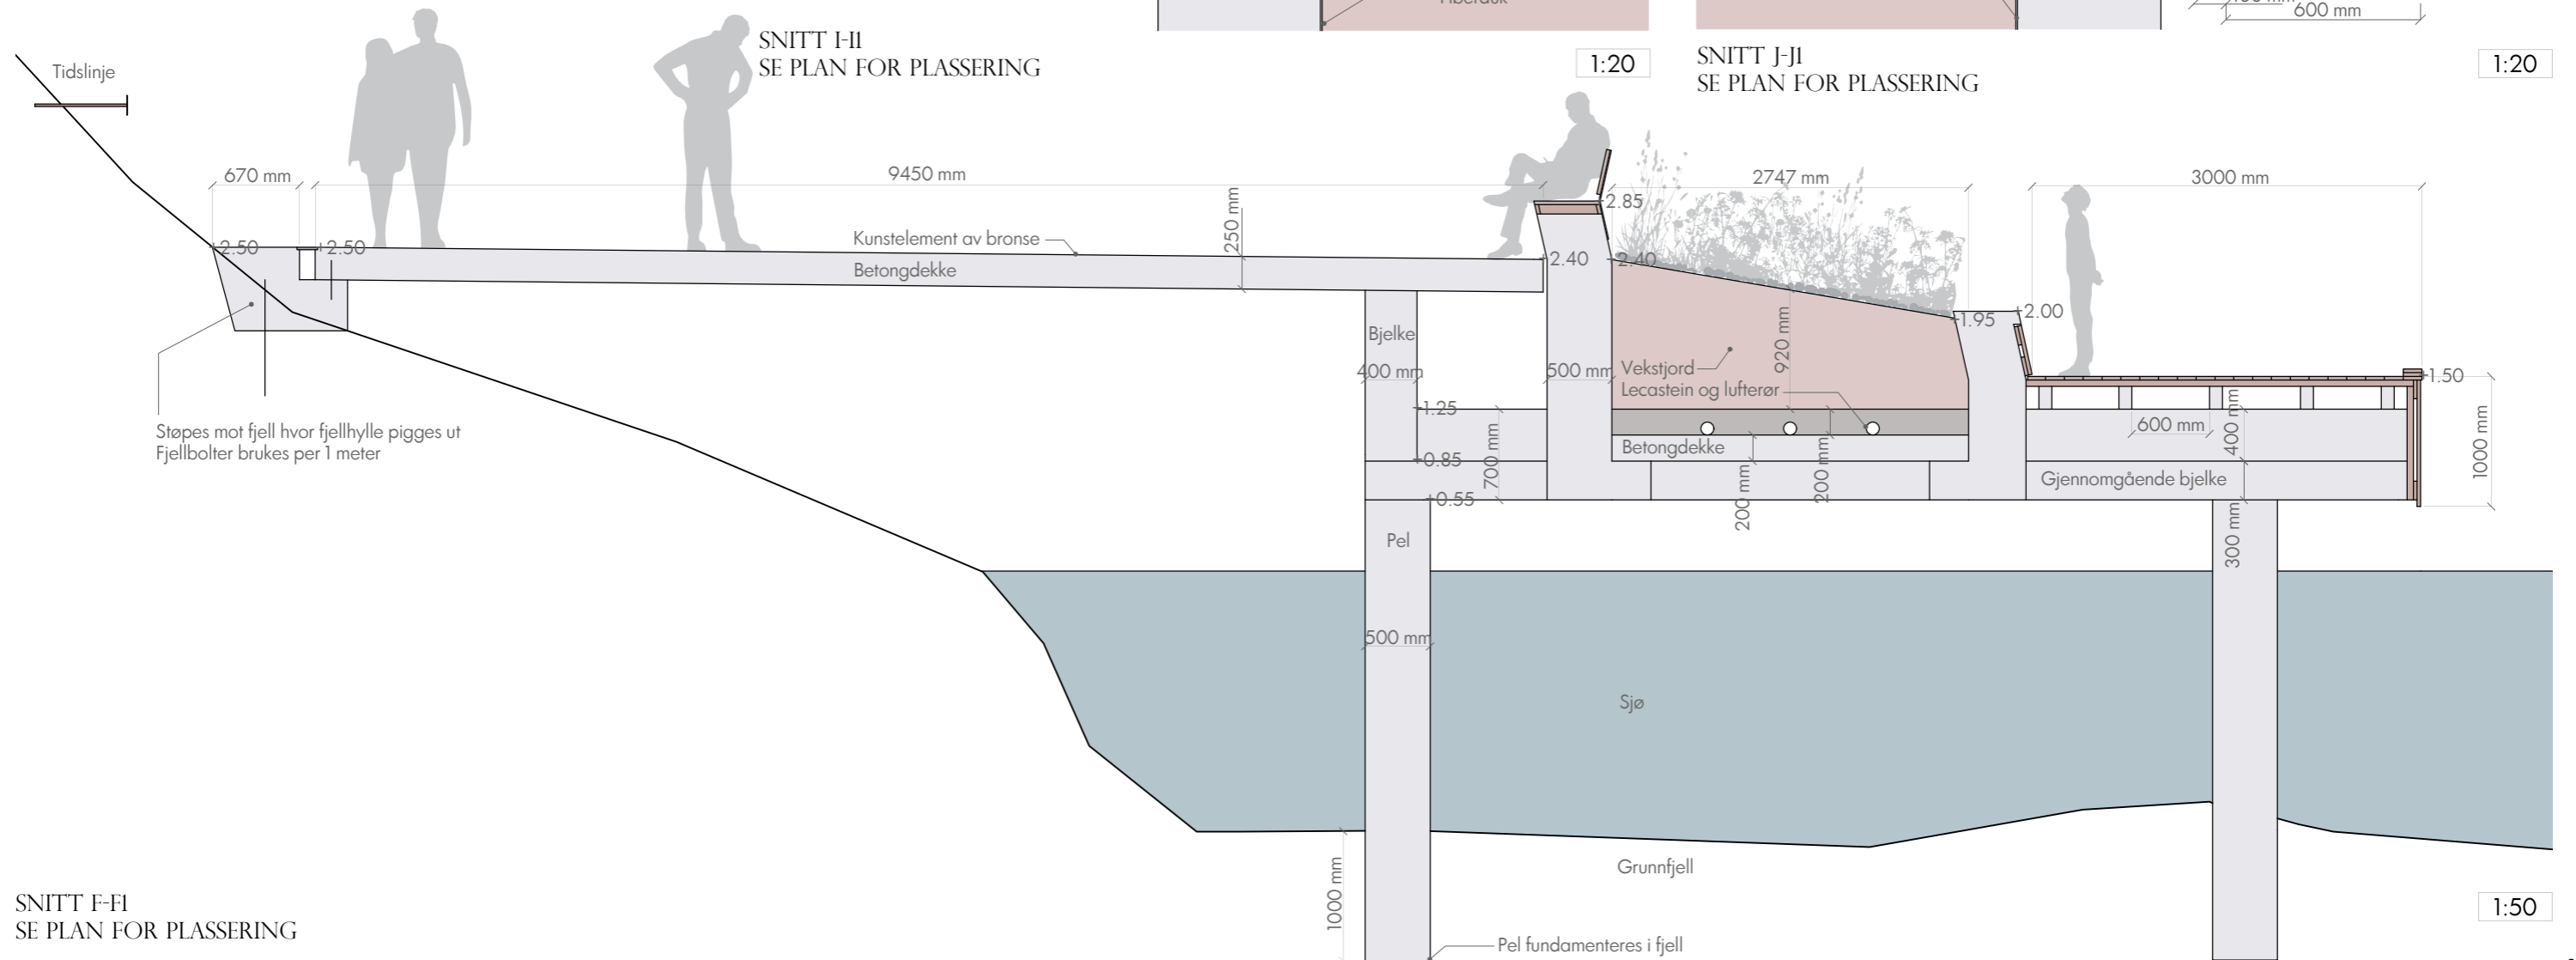 600 mm
SNITT I-I1
SE PLAN FOR PLASSERING
1:20
SNITT J-J1
SE PLAN FOR PLASSERING
1:20
Tidslinje
670 mm
9450 mm
250 mm
2747 mm
3000 mm
+2.50
+2.50
Kunstelement av bronse
Betongdekke
+2.85
+2.40
+2.40
+1.95
+2.00
+1.50
Bjelke
400 mm
500 mm
920 mm
Vekstjord
Lecastein og lufterør
Betongdekke
+1.25
+0.85
+0.55
700 mm
200 mm
200 mm
600 mm
400 mm
Gjennomgående bjelke
1000 mm
300 mm
Støpes mot fjell hvor fjellhylle pigges ut
Fjellbolter brukes per 1 meter
Pel
500 mm
Sjø
Grunnfjell
1000 mm
Pel fundamenteres i fjell
SNITT F-F1
SE PLAN FOR PLASSERING
1:50